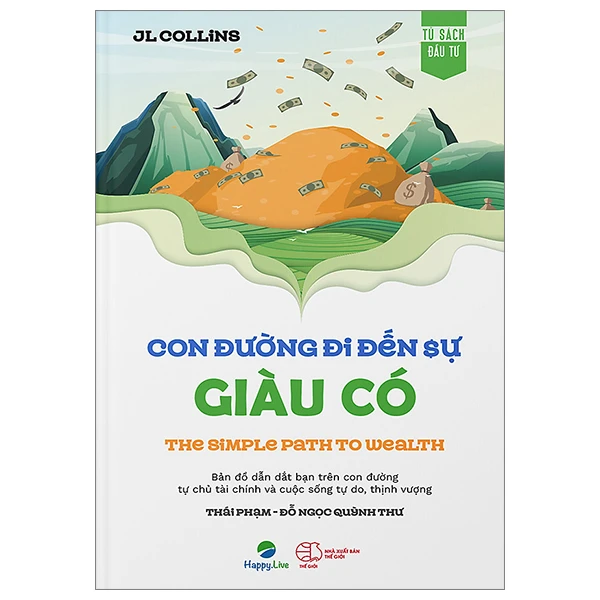 JL COLLINS
TỦ SÁCH
ĐẦU TƯ
CON ĐƯỜNG ĐI ĐẾN SỰ
GIÀU CÓ
THE SIMPLE PATH TO WEALTH
Bản đồ dẫn dắt bạn trên con đường
tự chủ tài chính và cuộc sống tự do, thịnh vượng
THÁI PHẠM - ĐỖ NGỌC QUỲNH THƯ
Happy.Live
THẾ GIỚI
NHÀ XUẤT BẢN
THẾ GIỚI